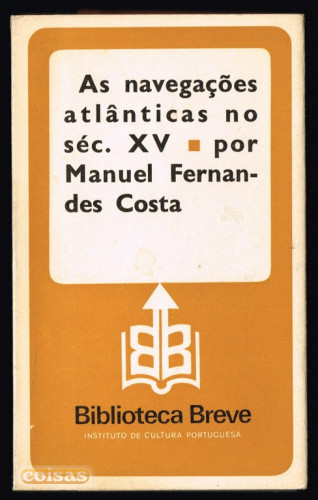 As navegações
atlânticas no
séc. XV ▪ por
Manuel Fernan-
des Costa
BB
Biblioteca Breve
INSTITUTO DE CULTURA PORTUGUESA
coisas